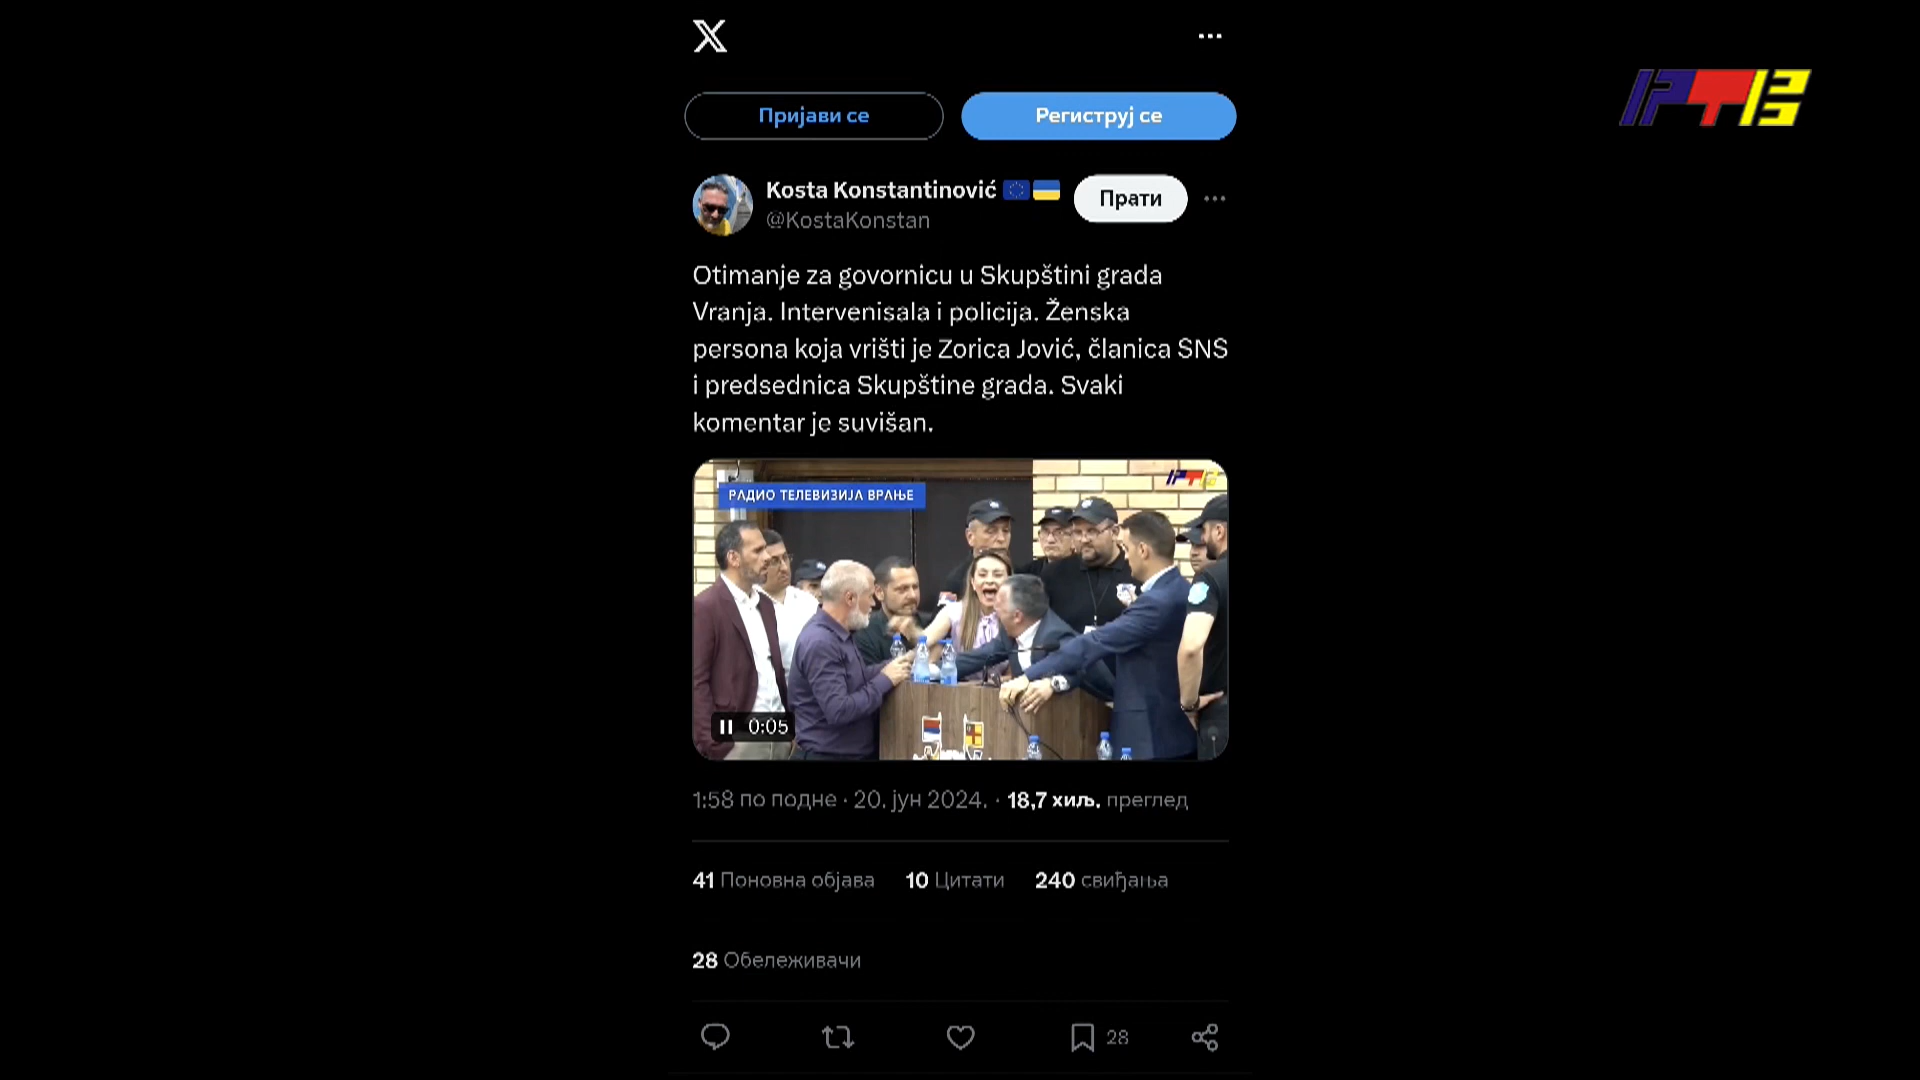 Пријави се
Региструј се
Kosta Konstantinović
Прати
@KostaKonstan
Otimanje za govornicu u Skupštini grada
Vranja. Intervenisala i policija. Ženska
persona koja vrišti je Zorica Jović, članica SNS
i predsednica Skupštine grada. Svaki
komentar je suvišan.
РАДИО ТЕЛЕВИЗИЈА ВРАЊЕ
0:05
1:58 по подне · 20. јун 2024. · 18,7 хиљ. преглед
41 Поновна објава 10 Цитати 240 свиђања
28 Обележивачи
28